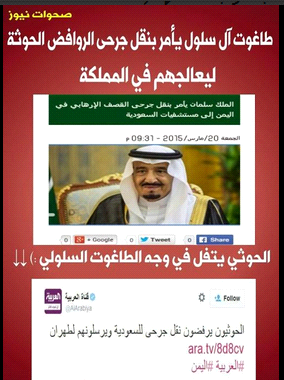 صحوات نيوز
طاغوت آل سلول يأمر بنقل جرحى الروافض الحوثة
ليعالجهم في المملكة
الملك سلمان يأمر بنقل جرحى القصف الإرهابي في
اليمن إلى مستشفيات السعودية
الجمعة 20/مارس/2015 - 09:31 م
0 Google + 0 Tweet 0 Share 0
الحوثي يتفل في وجه الطاغوت السلولي :) ↓↓
قناة العربية
@AlArabiya
Follow
الحوثيون يرفضون نقل جرحى للسعودية ويرسلونهم لطهران
ara.tv/8d8cv
#العربية #اليمن